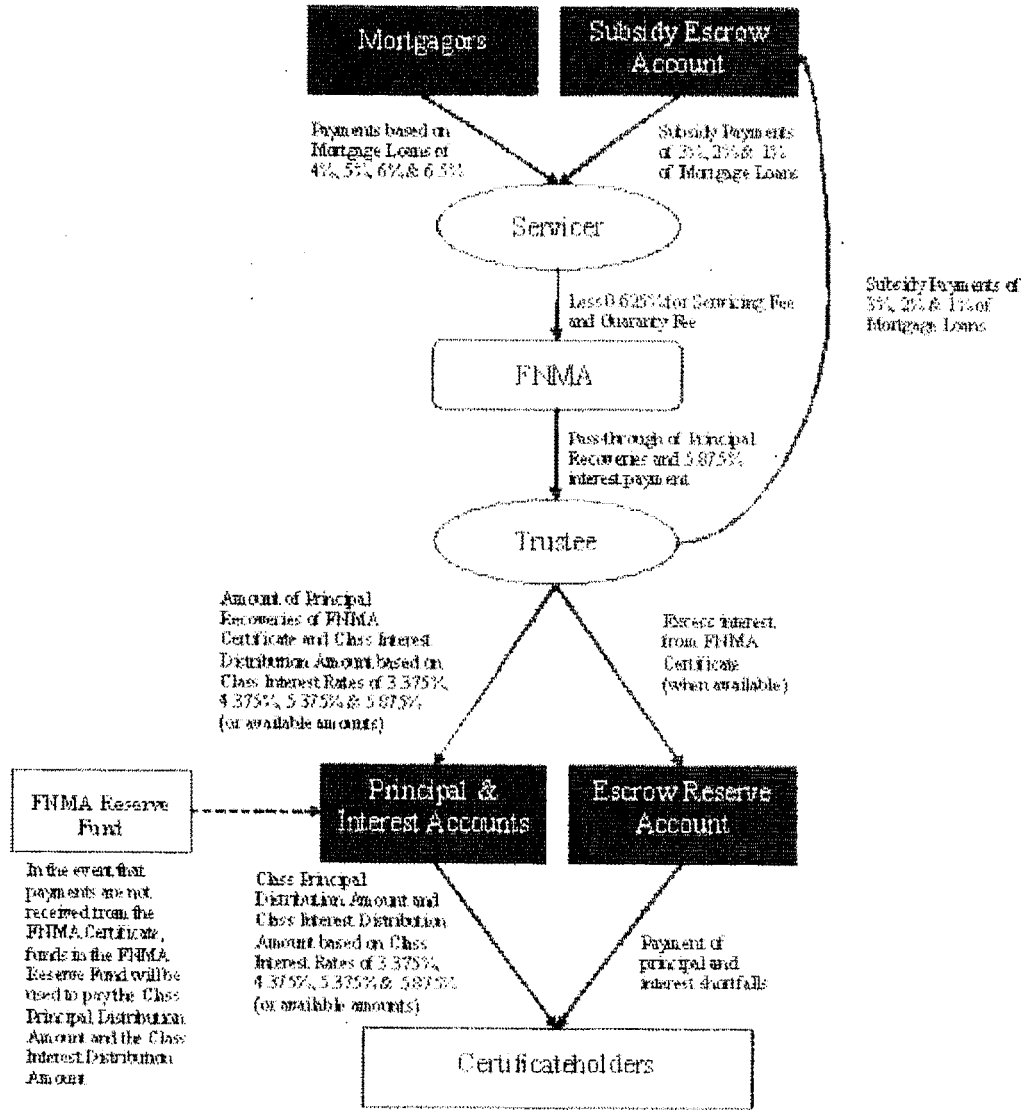 Mortgagors
Subsidy Escrow
Account
Payments based on
Mortgage Loans of
4%, 5%, 6% & 6.5%
Subsidy Payments
of 3%, 2% & 1%
of Mortgage Loans
Servicer
Less 0.625% for Servicing Fee
and Guaranty Fee
Subsidy Payments of
3%, 2% & 1% of
Mortgage Loans
FNMA
Pass-through of Principal
Recoveries and 5.875%
interest payment
Trustee
Amount of Principal
Recoveries of FNMA
Certificate and Class Interest
Distribution Amount based on
Class Interest Rates of 3.375%,
4.375%, 5.375% & 5.875%
(or available amounts)
Excess interest
from FNMA
Certificate
(when available)
FNMA Reserve
Fund
Principal &
Interest Accounts
Escrow Reserve
Account
In the event that
payments are not
received from the
FNMA Certificate,
funds in the FNMA
Reserve Fund will be
used to pay the Class
Principal Distribution
Amount and the Class
Interest Distribution
Amount
Class Principal
Distribution Amount and
Class Interest Distribution
Amount based on Class
Interest Rates of 3.375%,
4.375%, 5.375% & 5.875%
(or available amounts)
Payment of
principal and
interest shortfalls
Certificateholders